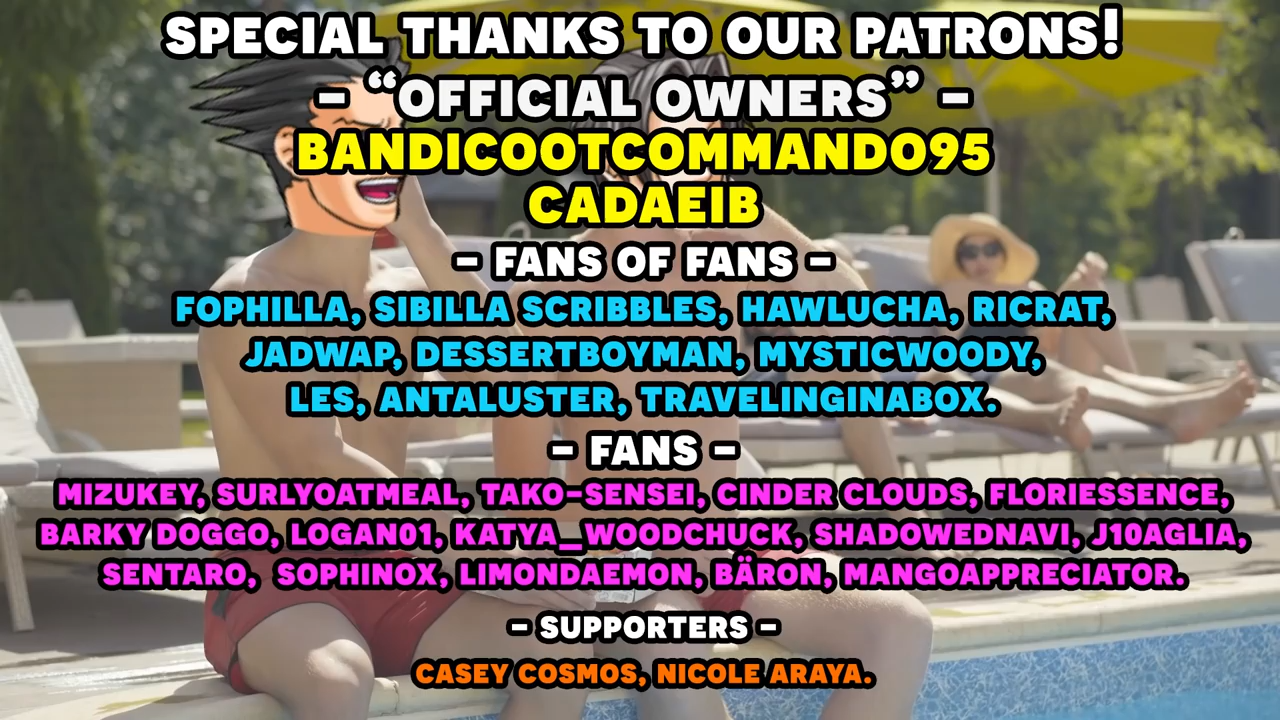 SPECIAL THANKS TO OUR PATRONS!
- “OFFICIAL OWNERS” -
BANDICOOTCOMMANDO95
CADAEIB
- FANS OF FANS -
FOPHILLA, SIBILLA SCRIBBLES, HAWLUCHA, RICRAT,
JADWAP, DESSERTBOYMAN, MYSTICWOODY,
LES, ANTALUSTER, TRAVELINGINABOX.
- FANS -
MIZUKEY, SURLYOATMEAL, TAKO-SENSEI, CINDER CLOUDS, FLORIESSENCE,
BARKY DOGGO, LOGAN01, KATYA_WOODCHUCK, SHADOWEDNAVI, J10AGLIA,
SENTARO, SOPHINOX, LIMONDAEMON, BÄRON, MANGOAPPRECIATOR.
- SUPPORTERS -
CASEY COSMOS, NICOLE ARAYA.